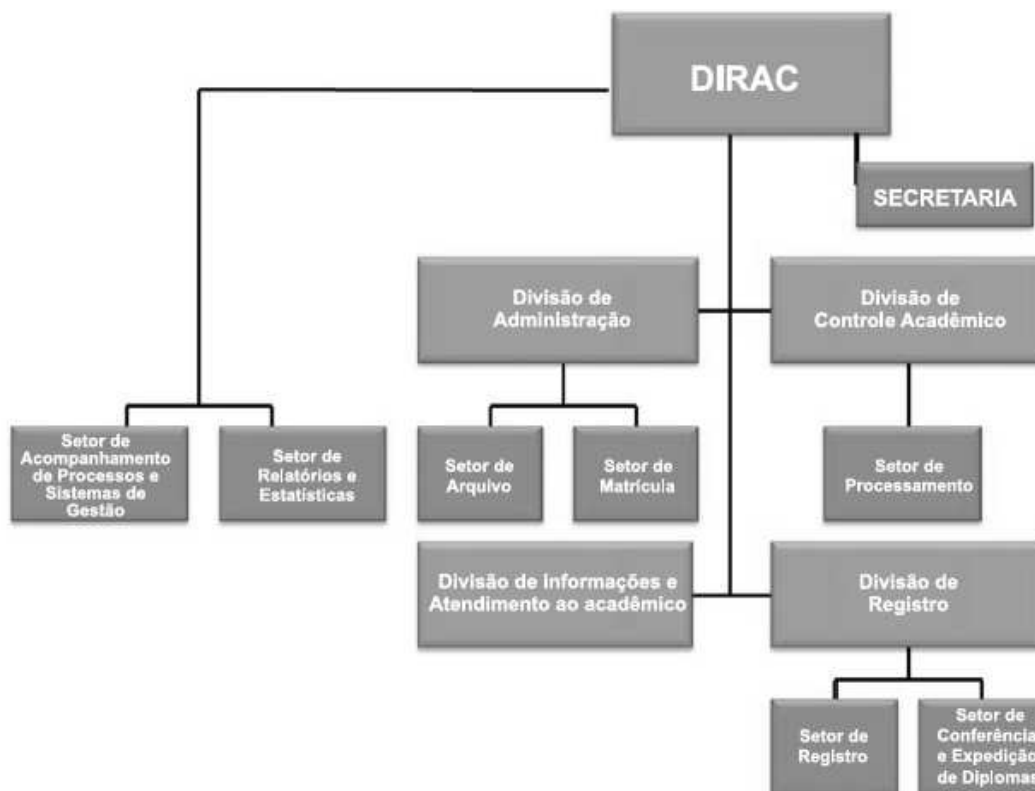 DIRAC
SECRETARIA
Divisão de
Administração
Divisão de
Controle Acadêmico
Setor de
Acompanhamento
de Processos e
Sistemas de
Gestão
Setor de
Relatórios e
Estatísticas
Setor de
Arquivo
Setor de
Matrícula
Setor de
Processamento
Divisão de Informações e
Atendimento ao acadêmico
Divisão de
Registro
Setor de
Registro
Setor de
Conferência
e Expedição
de Diplomas